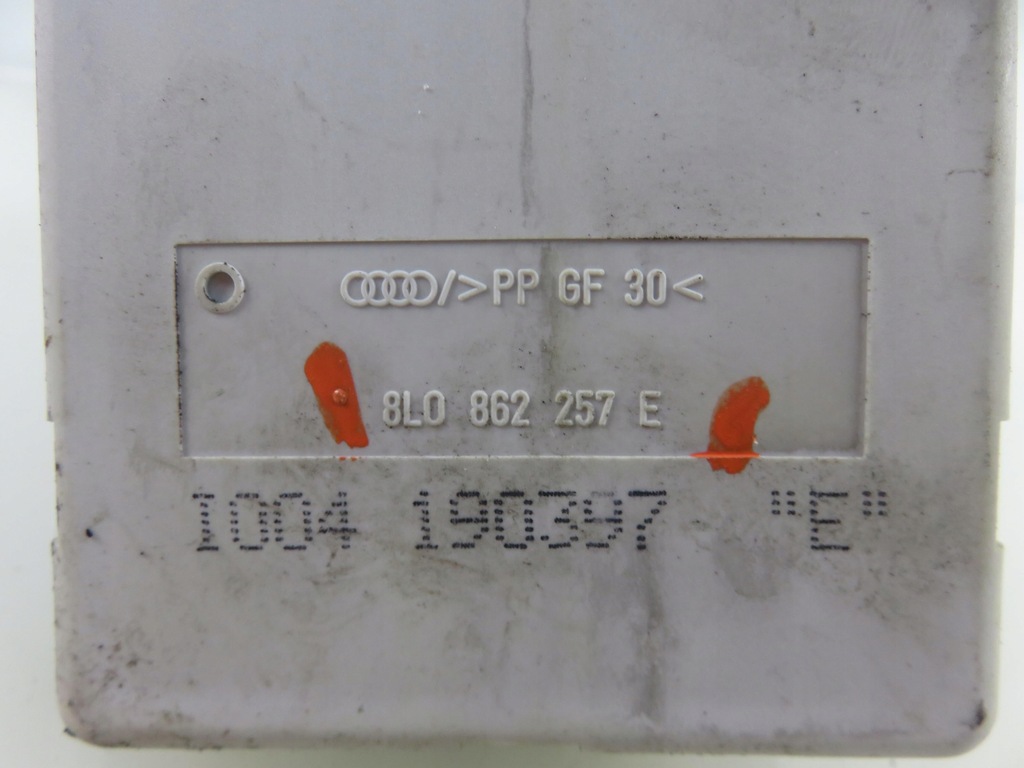 />PP GF 30<
8L0 862 257 E
1004 190397 "E"